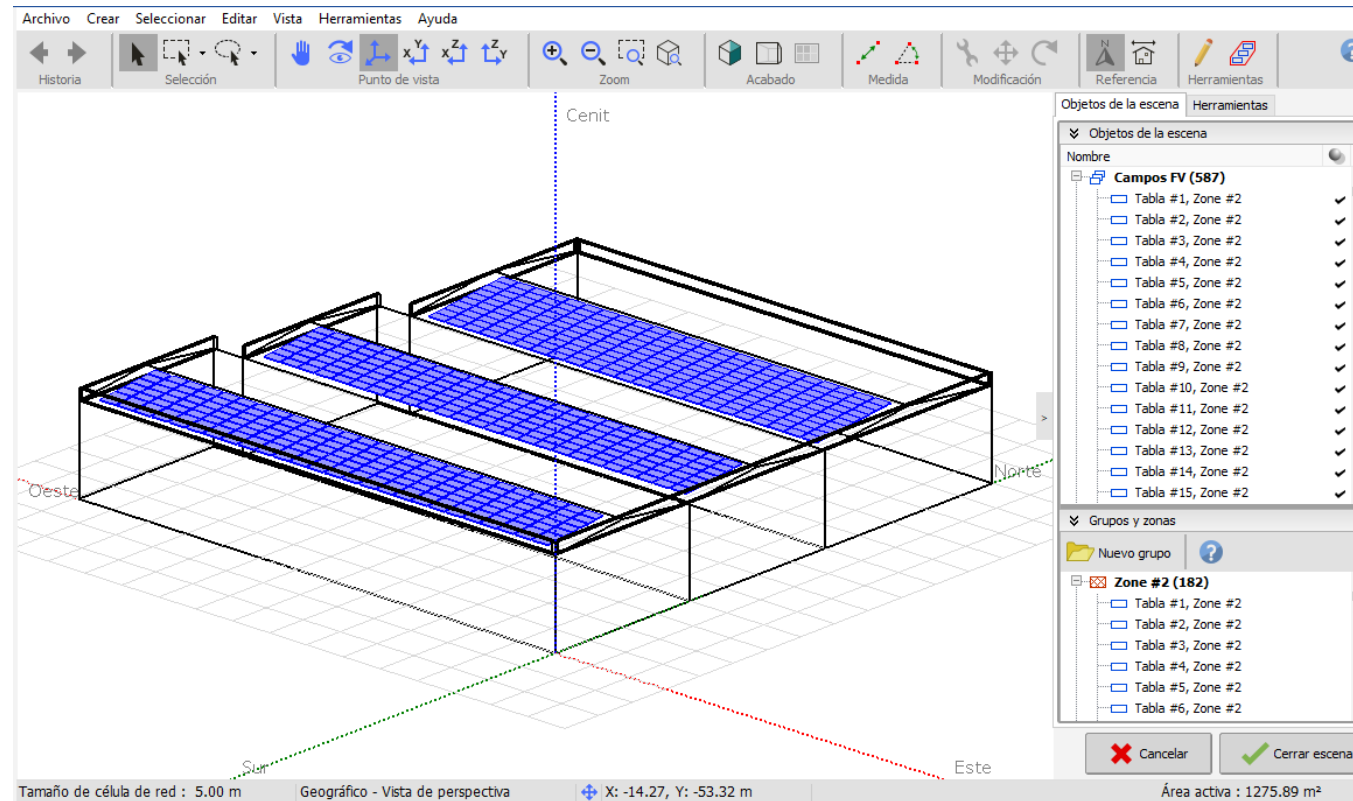 Archivo Crear Seleccionar Editar Vista Herramientas Ayuda
Historia Selección Punto de vista Zoom Acabado Medida Modificación Referencia Herramientas
Objetos de la escena Herramientas
Objetos de la escena
Nombre
Campos FV (587)
Tabla #1, Zone #2
Tabla #2, Zone #2
Tabla #3, Zone #2
Tabla #4, Zone #2
Tabla #5, Zone #2
Tabla #6, Zone #2
Tabla #7, Zone #2
Tabla #8, Zone #2
Tabla #9, Zone #2
Tabla #10, Zone #2
Tabla #11, Zone #2
Tabla #12, Zone #2
Tabla #13, Zone #2
Tabla #14, Zone #2
Tabla #15, Zone #2
Grupos y zonas
Nuevo grupo
Zone #2 (182)
Tabla #1, Zone #2
Tabla #2, Zone #2
Tabla #3, Zone #2
Tabla #4, Zone #2
Tabla #5, Zone #2
Tabla #6, Zone #2
Cancelar Cerrar escena
Cenit
Oeste
Norte
Sur
Este
Tamaño de célula de red : 5.00 m Geográfico - Vista de perspectiva X: -14.27, Y: -53.32 m Área activa : 1275.89 m²